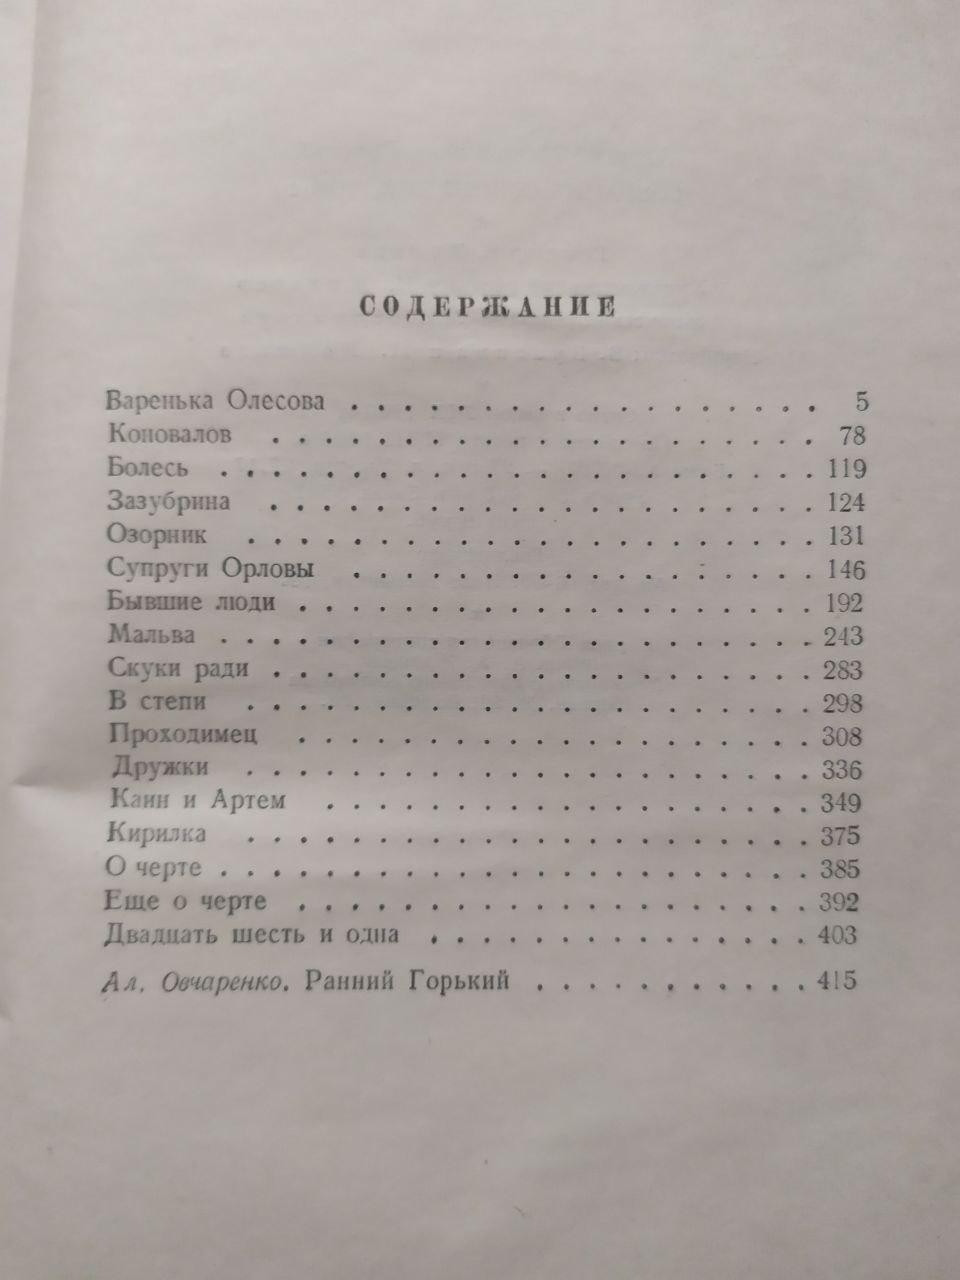 СОДЕРЖАНИЕ
Варенька Олесова . . . . . . . . . . . . . . . . . . 5
Коновалов . . . . . . . . . . . . . . . . . . . . . 78
Болесь . . . . . . . . . . . . . . . . . . . . . . . 119
Зазубрина . . . . . . . . . . . . . . . . . . . . . 124
Озорник . . . . . . . . . . . . . . . . . . . . . . 131
Супруги Орловы . . . . . . . . . . . . . . . . . . 146
Бывшие люди . . . . . . . . . . . . . . . . . . . . 192
Мальва . . . . . . . . . . . . . . . . . . . . . . . 243
Скуки ради . . . . . . . . . . . . . . . . . . . . . 283
В степи . . . . . . . . . . . . . . . . . . . . . . 298
Проходимец . . . . . . . . . . . . . . . . . . . . 308
Дружки . . . . . . . . . . . . . . . . . . . . . . 336
Каин и Артем . . . . . . . . . . . . . . . . . . . 349
Кирилка . . . . . . . . . . . . . . . . . . . . . . 375
О черте . . . . . . . . . . . . . . . . . . . . . . . 385
Еще о черте . . . . . . . . . . . . . . . . . . . . 392
Двадцать шесть и одна . . . . . . . . . . . . . . . 403
Ал. Овчаренко. Ранний Горький . . . . . . . . . . . 415